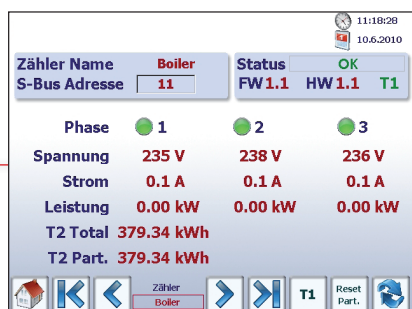 11:18:28
10.6.2010
Zähler Name Boiler Status OK
S-Bus Adresse 11 FW 1.1 HW 1.1 T1
Phase 1 2 3
Spannung 235 V 238 V 236 V
Strom 0.1 A 0.1 A 0.1 A
Leistung 0.00 kW 0.00 kW 0.00 kW
T2 Total 379.34 kWh
T2 Part. 379.34 kWh
Zähler
Boiler
T1
Reset
Part.